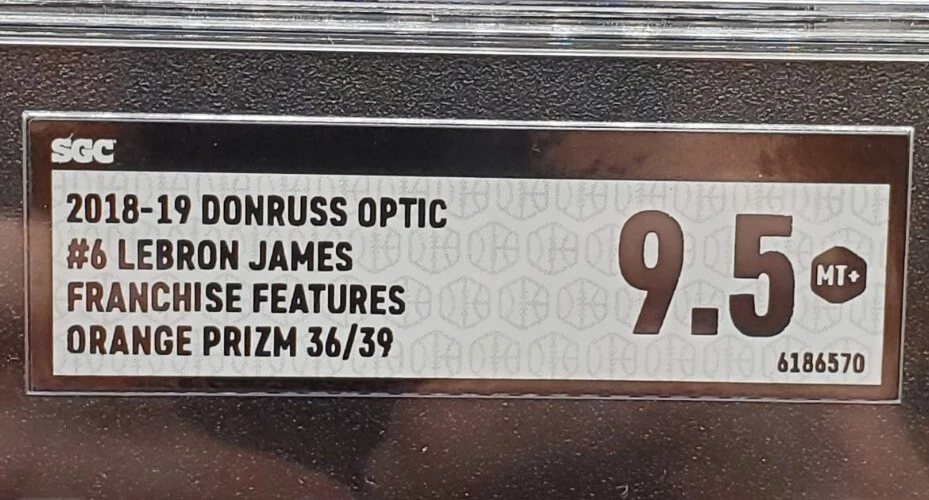 SGC
2018-19 DONRUSS OPTIC
#6 LEBRON JAMES
FRANCHISE FEATURES
ORANGE PRIZM 36/39
9.5 MT+
6186570